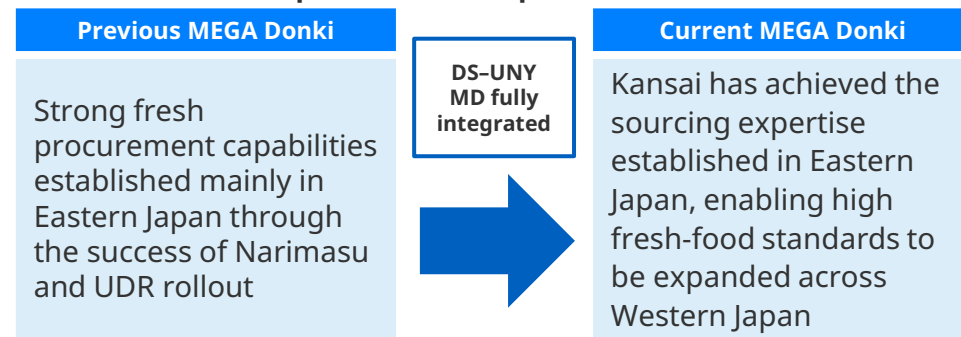 Previous MEGA Donki
Strong fresh
procurement capabilities
established mainly in
Eastern Japan through
the success of Narimasu
and UDR rollout
DS–UNY
MD fully
integrated
Current MEGA Donki
Kansai has achieved the
sourcing expertise
established in Eastern
Japan, enabling high
fresh-food standards to
be expanded across
Western Japan